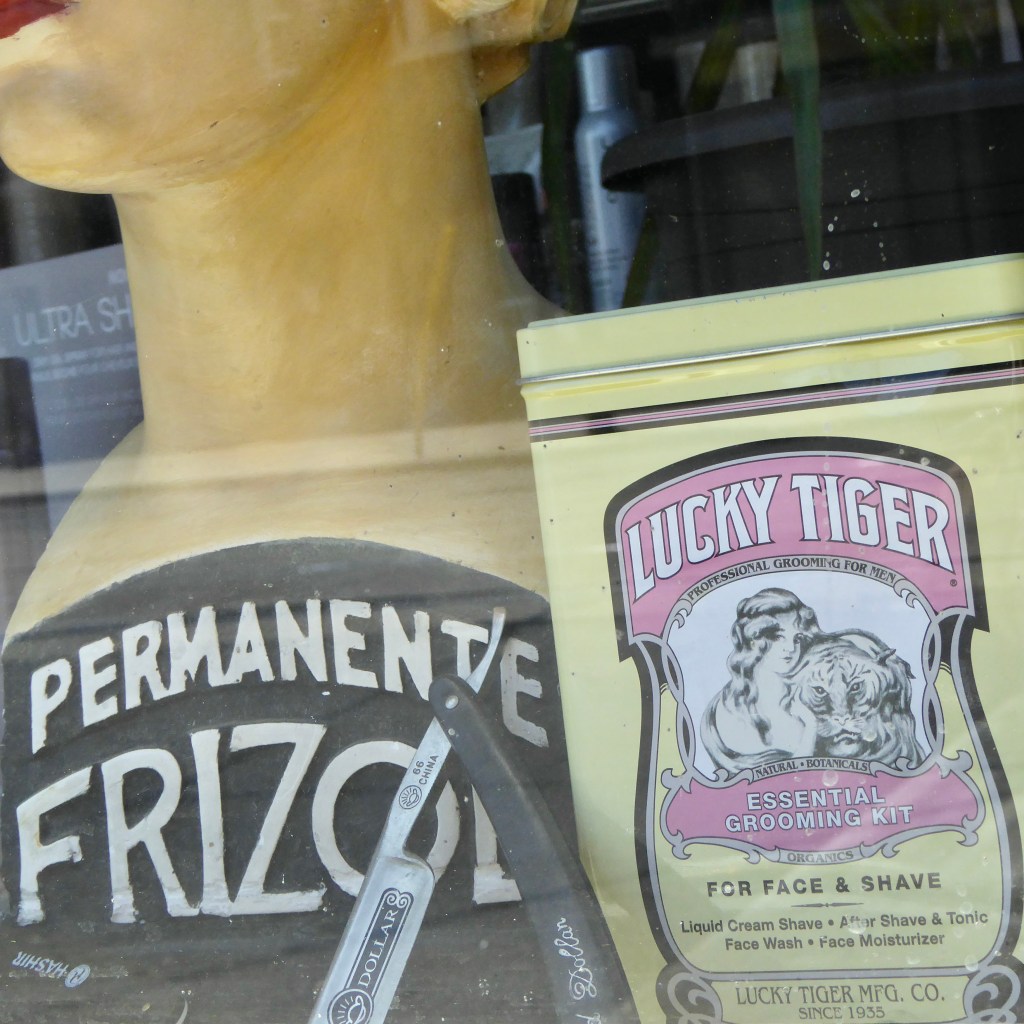 ULTRA SH
PERMANENTE
FRIZO
HASHIR
66
CHINA
DOLLAR
Dollar
LUCKY TIGER
PROFESSIONAL GROOMING FOR MEN
NATURAL • BOTANICALS
ESSENTIAL
GROOMING KIT
ORGANICS
FOR FACE & SHAVE
Liquid Cream Shave • After Shave & Tonic
Face Wash • Face Moisturizer
LUCKY TIGER MFG. CO.
SINCE 1935